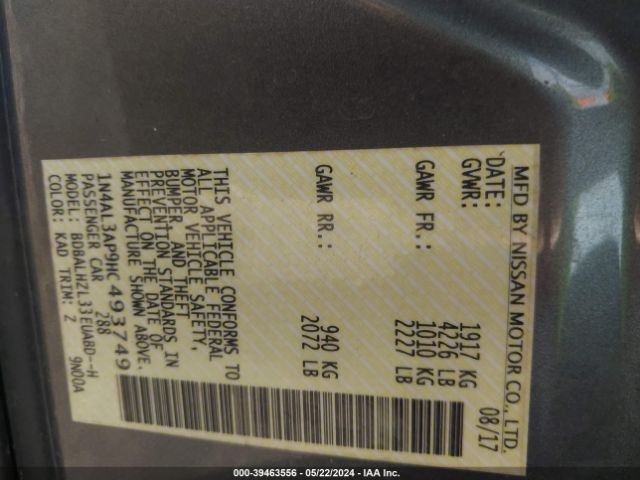 MFD BY NISSAN MOTOR CO., LTD.
DATE: 08/17
GVWR: 1917 KG
4226 LB
GAWR FR.: 1010 KG
2227 LB
GAWR RR.: 940 KG
2072 LB
THIS VEHICLE CONFORMS TO
ALL APPLICABLE FEDERAL
MOTOR VEHICLE SAFETY,
BUMPER, AND THEFT
PREVENTION STANDARDS IN
EFFECT ON THE DATE OF
MANUFACTURE SHOWN ABOVE.
1N4AL3AP9HC493749
PASSENGER CAR 288
MODEL: BDBALHZL33EUABD--H
COLOR: KAD TRIM: Z 9N00A
000-39463556 - 05/22/2024 - IAA Inc.